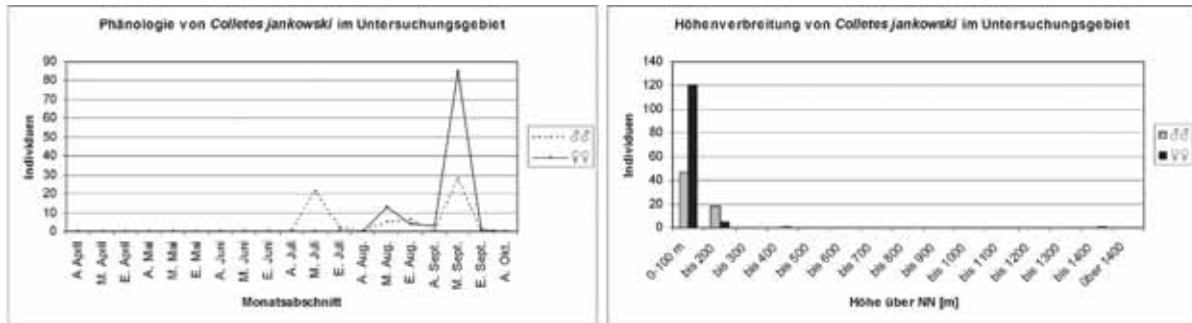 Phänologie von Colletes jankowski im Untersuchungsgebiet
Individuen
90
80
70
60
50
40
30
20
10
0
A. April
M. April
E. April
A. Mai
M. Mai
E. Mai
A. Juni
M. Juni
E. Juni
A. Juli
M. Juli
E. Juli
A. Aug.
M. Aug.
E. Aug.
A. Sept.
M. Sept.
E. Sept.
A. Okt.
Monatsabschnitt
♂♂
♀♀
Höhenverbreitung von Colletes jankowski im Untersuchungsgebiet
Individuen
140
120
100
80
60
40
20
0
0-100 m
bis 200
bis 300
bis 400
bis 500
bis 600
bis 700
bis 800
bis 900
bis 1000
bis 1100
bis 1200
bis 1300
bis 1400
über 1400
Höhe über NN [m]
♂♂
♀♀